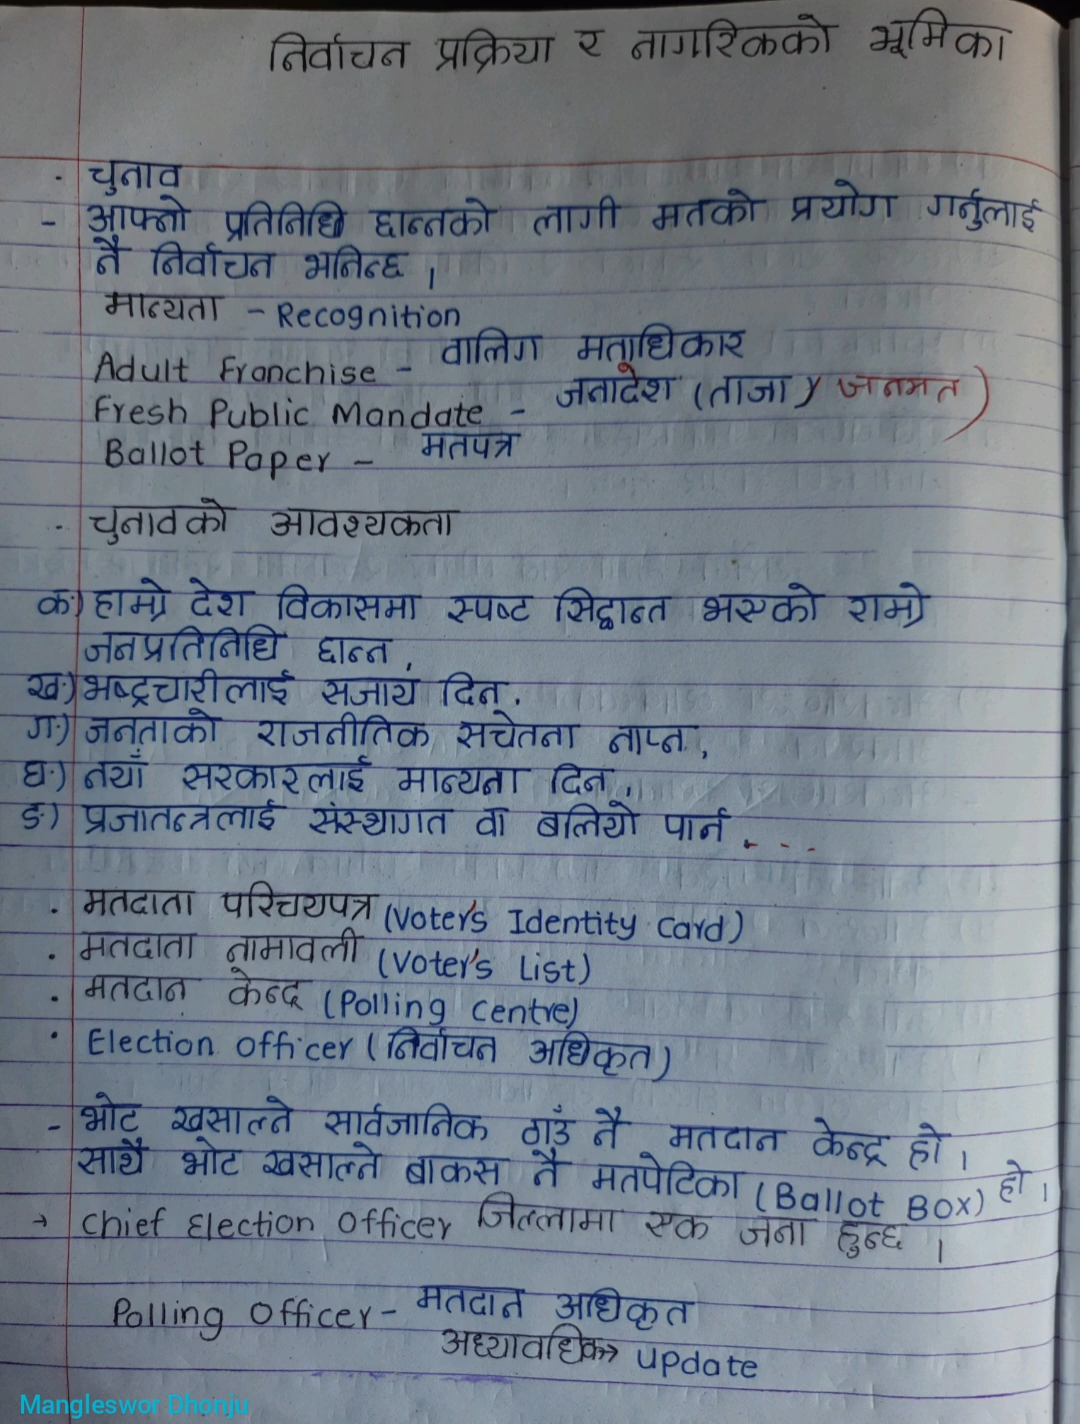 निर्वाचन प्रक्रिया र नागरिकको भूमिका
· चुनाव
- आफ्नो प्रतिनिधि छान्नको लागी मतको प्रयोग गर्नुलाई
नै निर्वाचन भनिन्छ ।
मान्यता - Recognition
Adult Franchise - वालिग मताधिकार
Fresh Public Mandate - जनादेश (ताजा) जनमत)
Ballot Paper - मतपत्र
· चुनावको आवश्यकता
क.) हाम्रो देश विकासमा स्पष्ट सिद्धान्त भएको राम्रो
जनप्रतिनिधि छान्न,
ख.) भष्ट्रचारीलाई सजाय दिन,
ग.) जनताको राजनीतिक सचेतना नाप्न,
घ.) नयाँ सरकारलाई मान्यता दिन,
ङ.) प्रजातन्त्रलाई संस्थागत वा बलियो पार्न . . .
· मतदाता परिचयपत्र (Voter's Identity Card)
· मतदाता नामावली (Voter's List)
· मतदान केन्द्र (Polling Centre)
· Election Officer (निर्वाचन अधिकृत)
- भोट खसाल्ने सार्वजानिक ठाउँ नै मतदान केन्द्र हो ।
साथै भोट खसाल्ने बाकस नै मतपेटिका (Ballot Box) हो ।
→ Chief Election Officer जिल्लामा एक जना हुन्छ ।
Polling Officer - मतदान अधिकृत
अध्यावधिक → Update
Mangleswor Dhonju